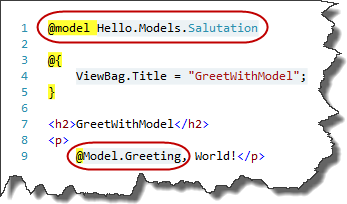 1 @model Hello.Models.Salutation
2
3 @{
4 ViewBag.Title = "GreetWithModel";
5 }
6
7 <h2>GreetWithModel</h2>
8 <p>
9 @Model.Greeting, World!</p>